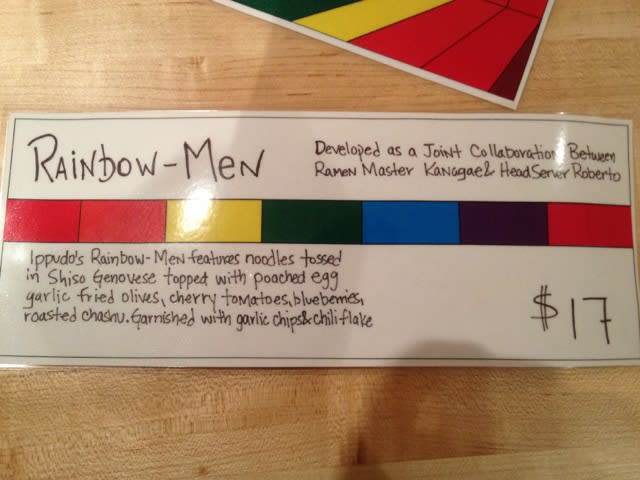 RAINBOW-MEN
Developed as a Joint Collaboration Between
Ramen Master Kanagae & Head Server Roberto
Ippudo's Rainbow-Men features noodles tossed
in Shiso Genovese topped with poached egg
garlic fried olives, cherry tomatoes, blueberries,
roasted chashu. Garnished with garlic chips & chili flake
$17